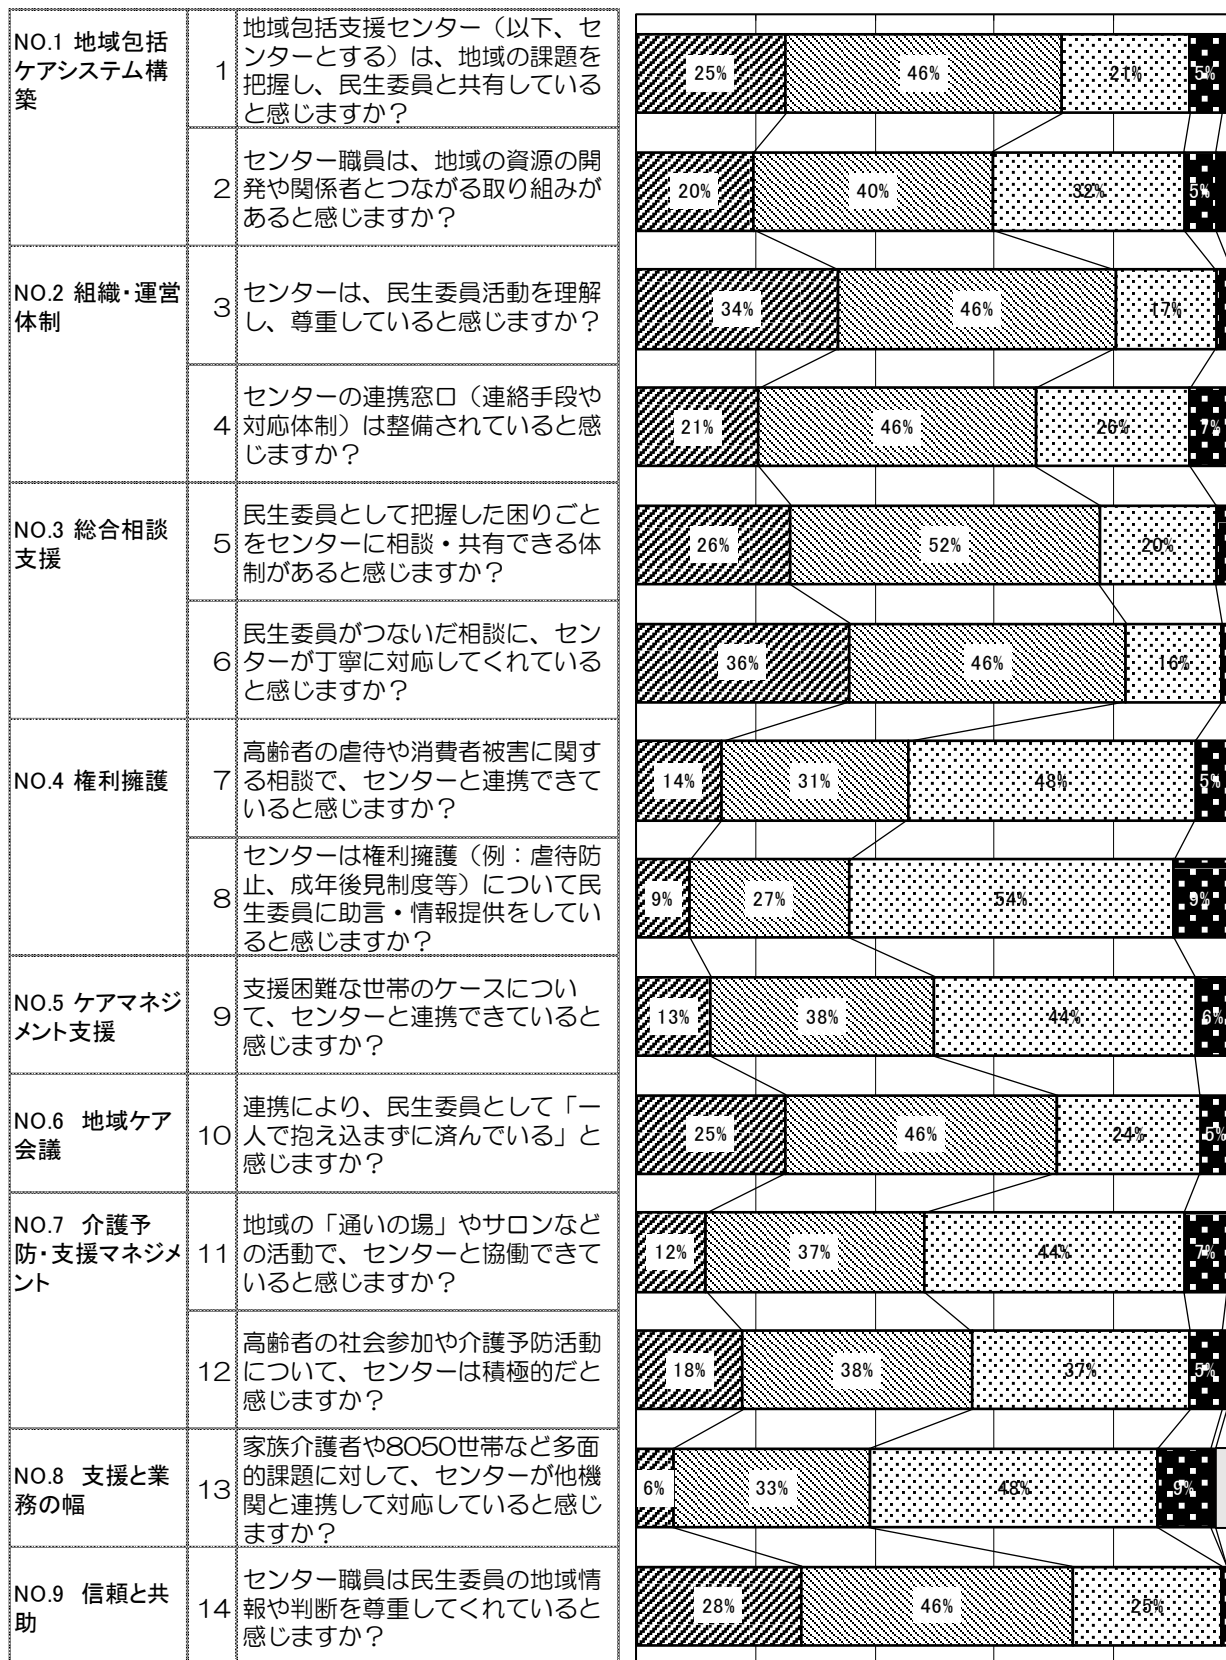 NO.1 地域包括
ケアシステム構
築
1
地域包括支援センター（以下、セ
ンターとする）は、地域の課題を
把握し、民生委員と共有している
と感じますか？
25% 46% 21% 5%
2
センター職員は、地域の資源の開
発や関係者とつながる取り組みが
あると感じますか？
20% 40% 32% 5%
NO.2 組織・運営
体制
3
センターは、民生委員活動を理解
し、尊重していると感じますか？
34% 46% 17%
4
センターの連携窓口（連絡手段や
対応体制）は整備されていると感
じますか？
21% 46% 26% 7%
NO.3 総合相談
支援
5
民生委員として把握した困りごと
をセンターに相談・共有できる体
制があると感じますか？
26% 52% 20%
6
民生委員がつないだ相談に、セン
ターが丁寧に対応してくれている
と感じますか？
36% 46% 16%
NO.4 権利擁護
7
高齢者の虐待や消費者被害に関す
る相談で、センターと連携できて
いると感じますか？
14% 31% 48% 5%
8
センターは権利擁護（例：虐待防
止、成年後見制度等）について民
生委員に助言・情報提供をしてい
ると感じますか？
9% 27% 54% 9%
NO.5 ケアマネジ
メント支援
9
支援困難な世帯のケースについ
て、センターと連携できていると
感じますか？
13% 38% 44% 6%
NO.6 地域ケア
会議
10
連携により、民生委員として「一
人で抱え込まずに済んでいる」と
感じますか？
25% 46% 24% 5%
NO.7 介護予
防・支援マネジメ
ント
11
地域の「通いの場」やサロンなど
の活動で、センターと協働できて
いると感じますか？
12% 37% 44% 7%
12
高齢者の社会参加や介護予防活動
について、センターは積極的だと
感じますか？
18% 38% 37% 5%
NO.8 支援と業
務の幅
13
家族介護者や8050世帯など多面
的課題に対して、センターが他機
関と連携して対応していると感じ
ますか？
6% 33% 48% 9%
NO.9 信頼と共
助
14
センター職員は民生委員の地域情
報や判断を尊重してくれていると
感じますか？
28% 46% 25%